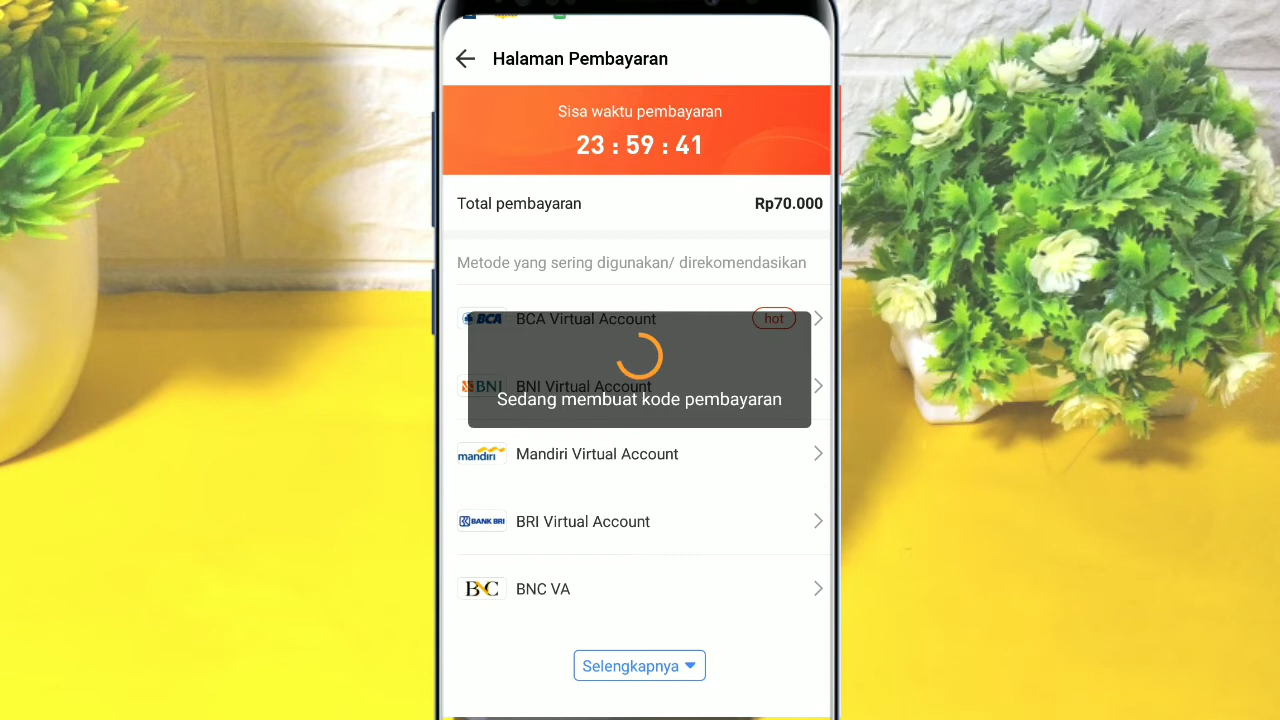 Halaman Pembayaran
Sisa waktu pembayaran
23 : 59 : 41
Total pembayaran Rp70.000
Metode yang sering digunakan/ direkomendasikan
BCA BCA Virtual Account hot
BNI BNI Virtual Account
Sedang membuat kode pembayaran
mandiri Mandiri Virtual Account
BANK BRI BRI Virtual Account
BNC BNC VA
Selengkapnya